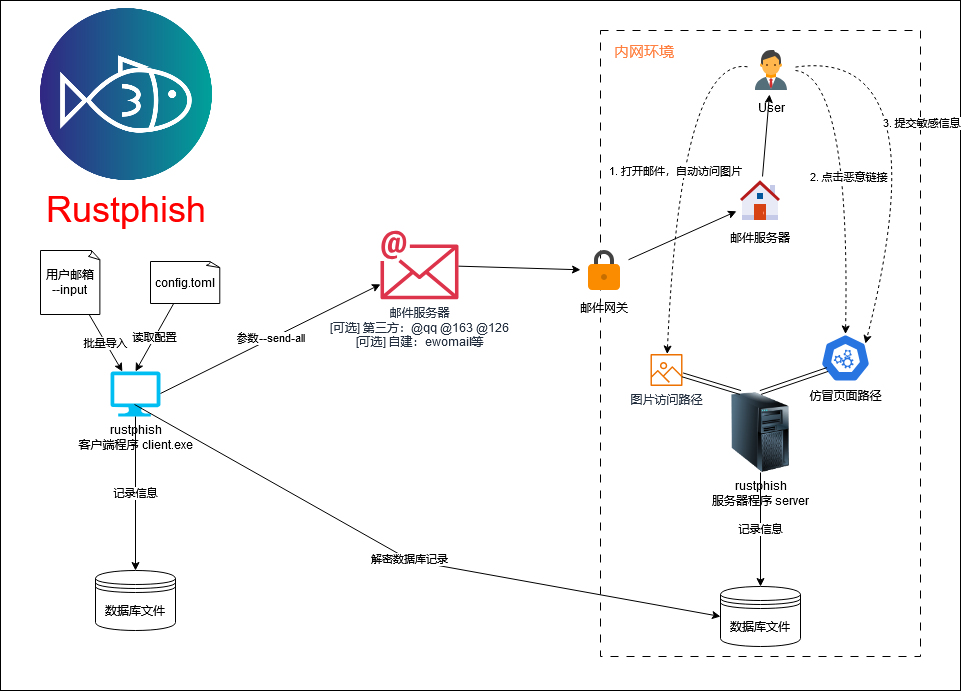 内网环境
User
3. 提交敏感信息
1. 打开邮件，自动访问图片
2. 点击恶意链接
Rustphish
邮件服务器
用户邮箱
--input
config.toml
邮件网关
批量导入
读取配置
参数--send-all
@
邮件服务器
[可选] 第三方：@qq @163 @126
[可选] 自建：ewomail等
图片访问路径
仿冒页面路径
rustphish
客户端程序 client.exe
rustphish
服务器程序 server
记录信息
记录信息
解密数据库记录
数据库文件
数据库文件